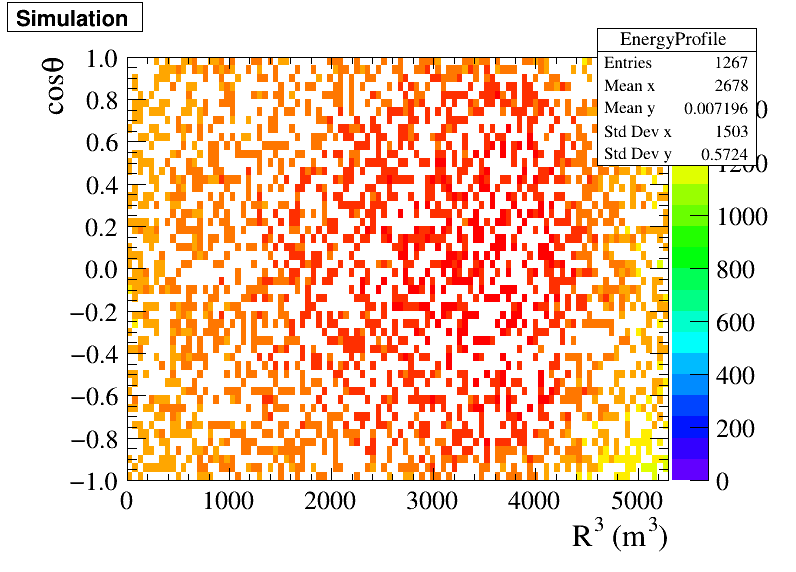 Simulation
EnergyProfile
Entries 1267
Mean x 2678
Mean y 0.007196
Std Dev x 1503
Std Dev y 0.5724
cosθ
1.0
0.8
0.6
0.4
0.2
0.0
−0.2
−0.4
−0.6
−0.8
−1.0
0 1000 2000 3000 4000 5000
R³ (m³)
1200
1000
800
600
400
200
0